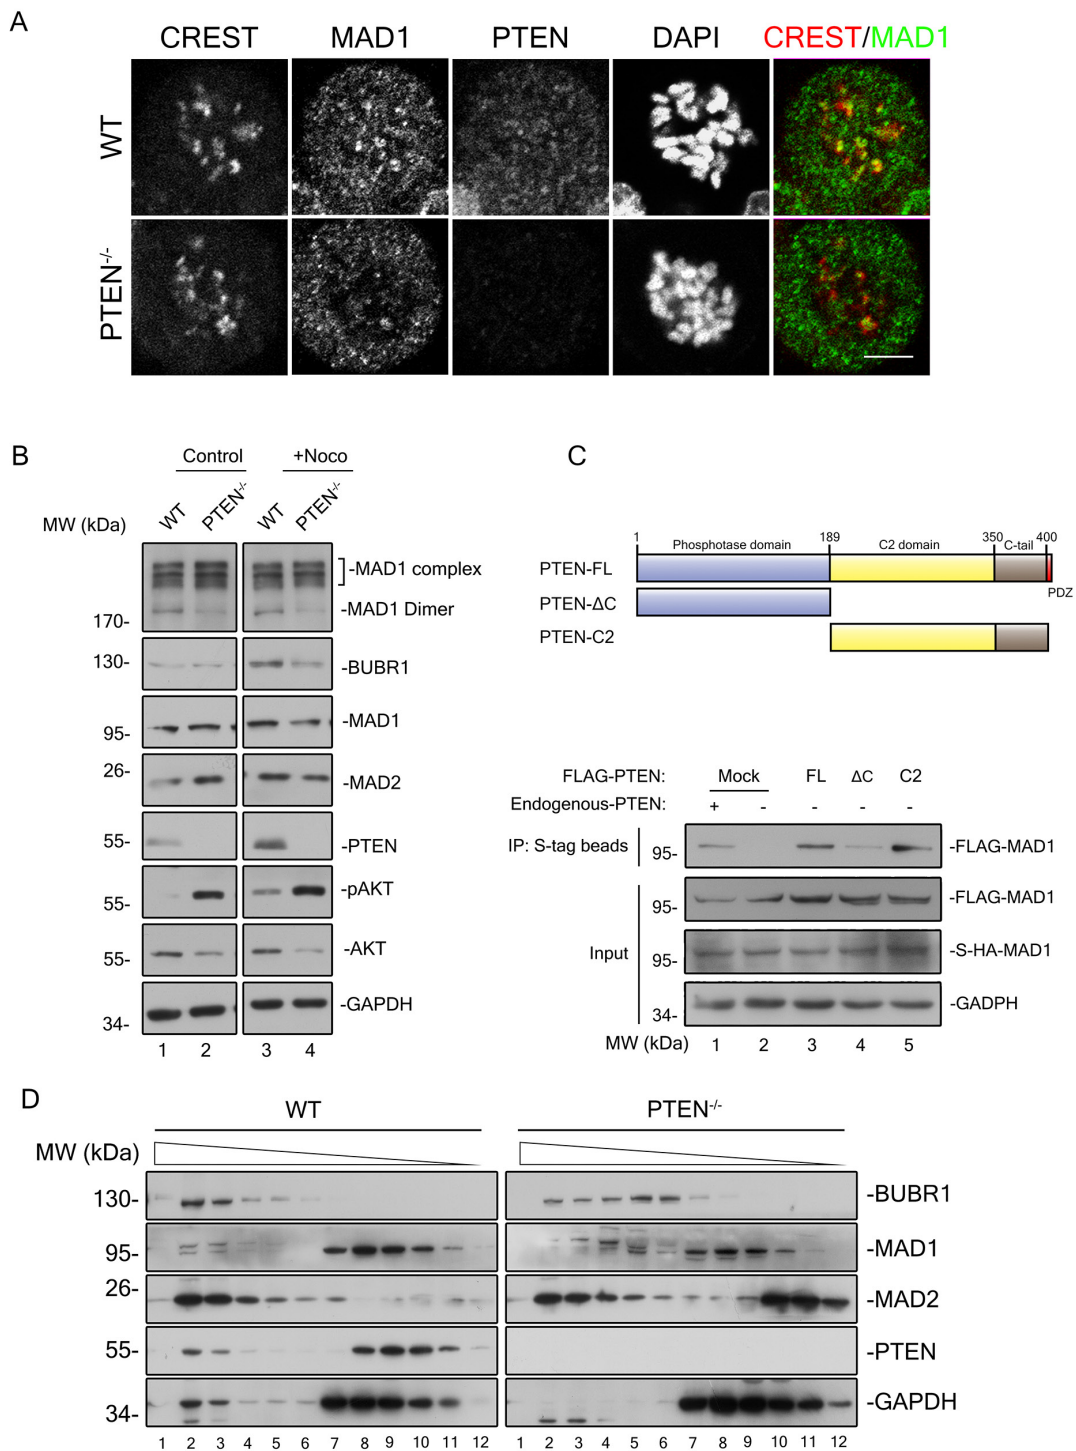 A
CREST MAD1 PTEN DAPI CREST/MAD1
WT
PTEN-/-
B
Control +Noco
MW (kDa) WT PTEN-/- WT PTEN-/-
-MAD1 complex
-MAD1 Dimer
170-
130- -BUBR1
-MAD1
95-
26- -MAD2
55- -PTEN
-pAKT
55-
-AKT
55-
-GAPDH
34-
1 2 3 4
C
1 189 350 400
Phosphotase domain C2 domain C-tail
PTEN-FL
PDZ
PTEN-ΔC
PTEN-C2
FLAG-PTEN: Mock FL ΔC C2
Endogenous-PTEN: + - - - -
IP: S-tag beads 95- -FLAG-MAD1
95- -FLAG-MAD1
Input 95- -S-HA-MAD1
34- -GADPH
MW (kDa) 1 2 3 4 5
D
WT PTEN-/-
MW (kDa)
130- -BUBR1
95- -MAD1
26- -MAD2
55- -PTEN
34- -GAPDH
1 2 3 4 5 6 7 8 9 10 11 12 1 2 3 4 5 6 7 8 9 10 11 12